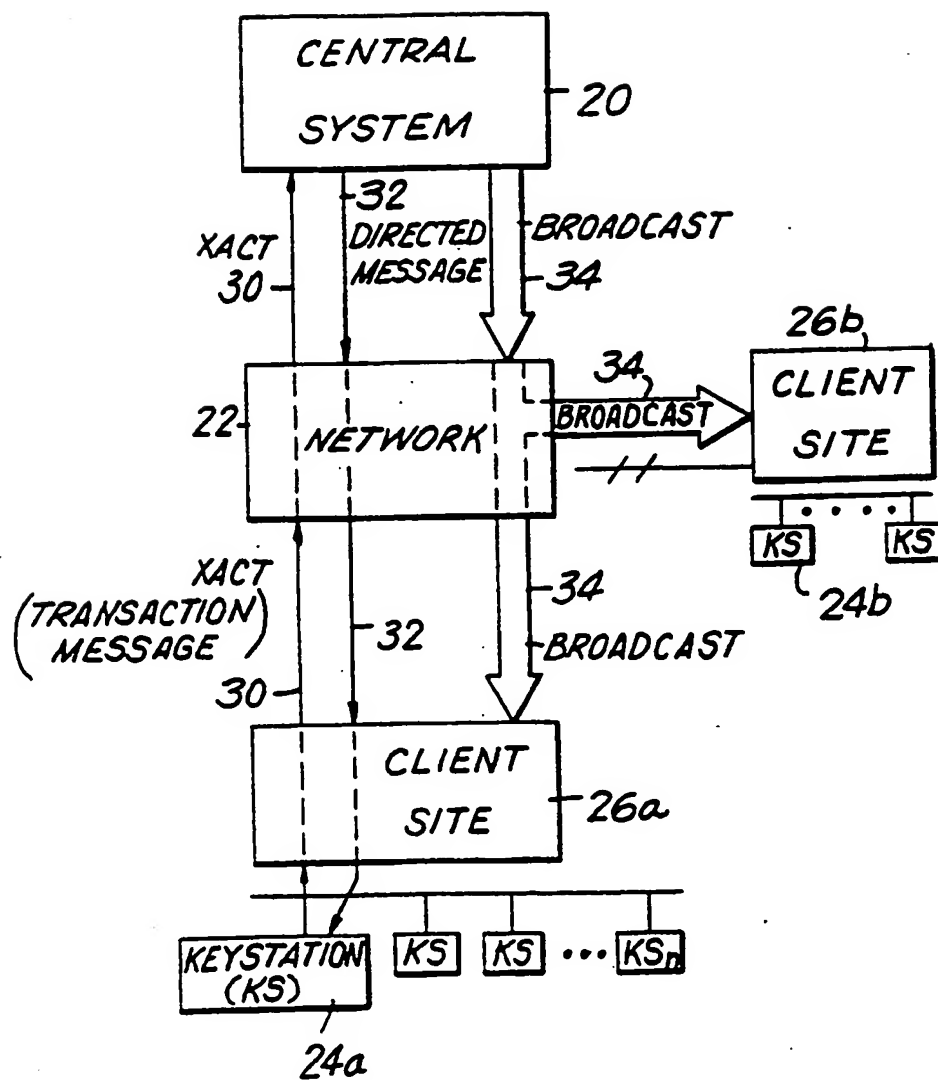 CENTRAL
SYSTEM
20
32
DIRECTED
MESSAGE
XACT
30
BROADCAST
34
26b
CLIENT
SITE
34
BROADCAST
22
NETWORK
KS
KS
24b
XACT
(TRANSACTION
MESSAGE)
30
32
34
BROADCAST
CLIENT
SITE
26a
KEYSTATION
(KS)
KS
KS
KSn
24a